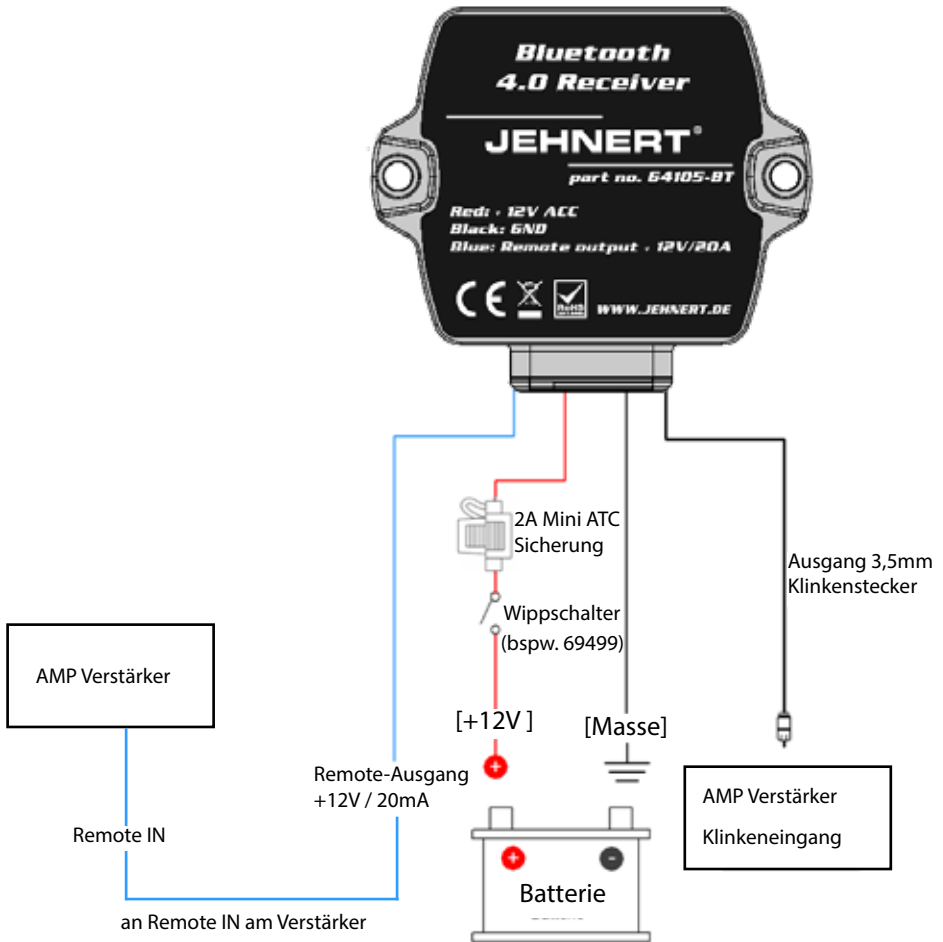 Bluetooth
4.0 Receiver
JEHNERT®
part no. 64105-BT
Red: + 12V ACC
Black: GND
Blue: Remote output + 12V/20A
CE
RoHS
WWW.JEHNERT.DE
2A Mini ATC
Sicherung
Ausgang 3,5mm
Klinkenstecker
Wippschalter
(bspw. 69499)
AMP Verstärker
[+12V ]
[Masse]
+
Remote-Ausgang
+12V / 20mA
AMP Verstärker
Klinkeneingang
Remote IN
+ -
Batterie
an Remote IN am Verstärker